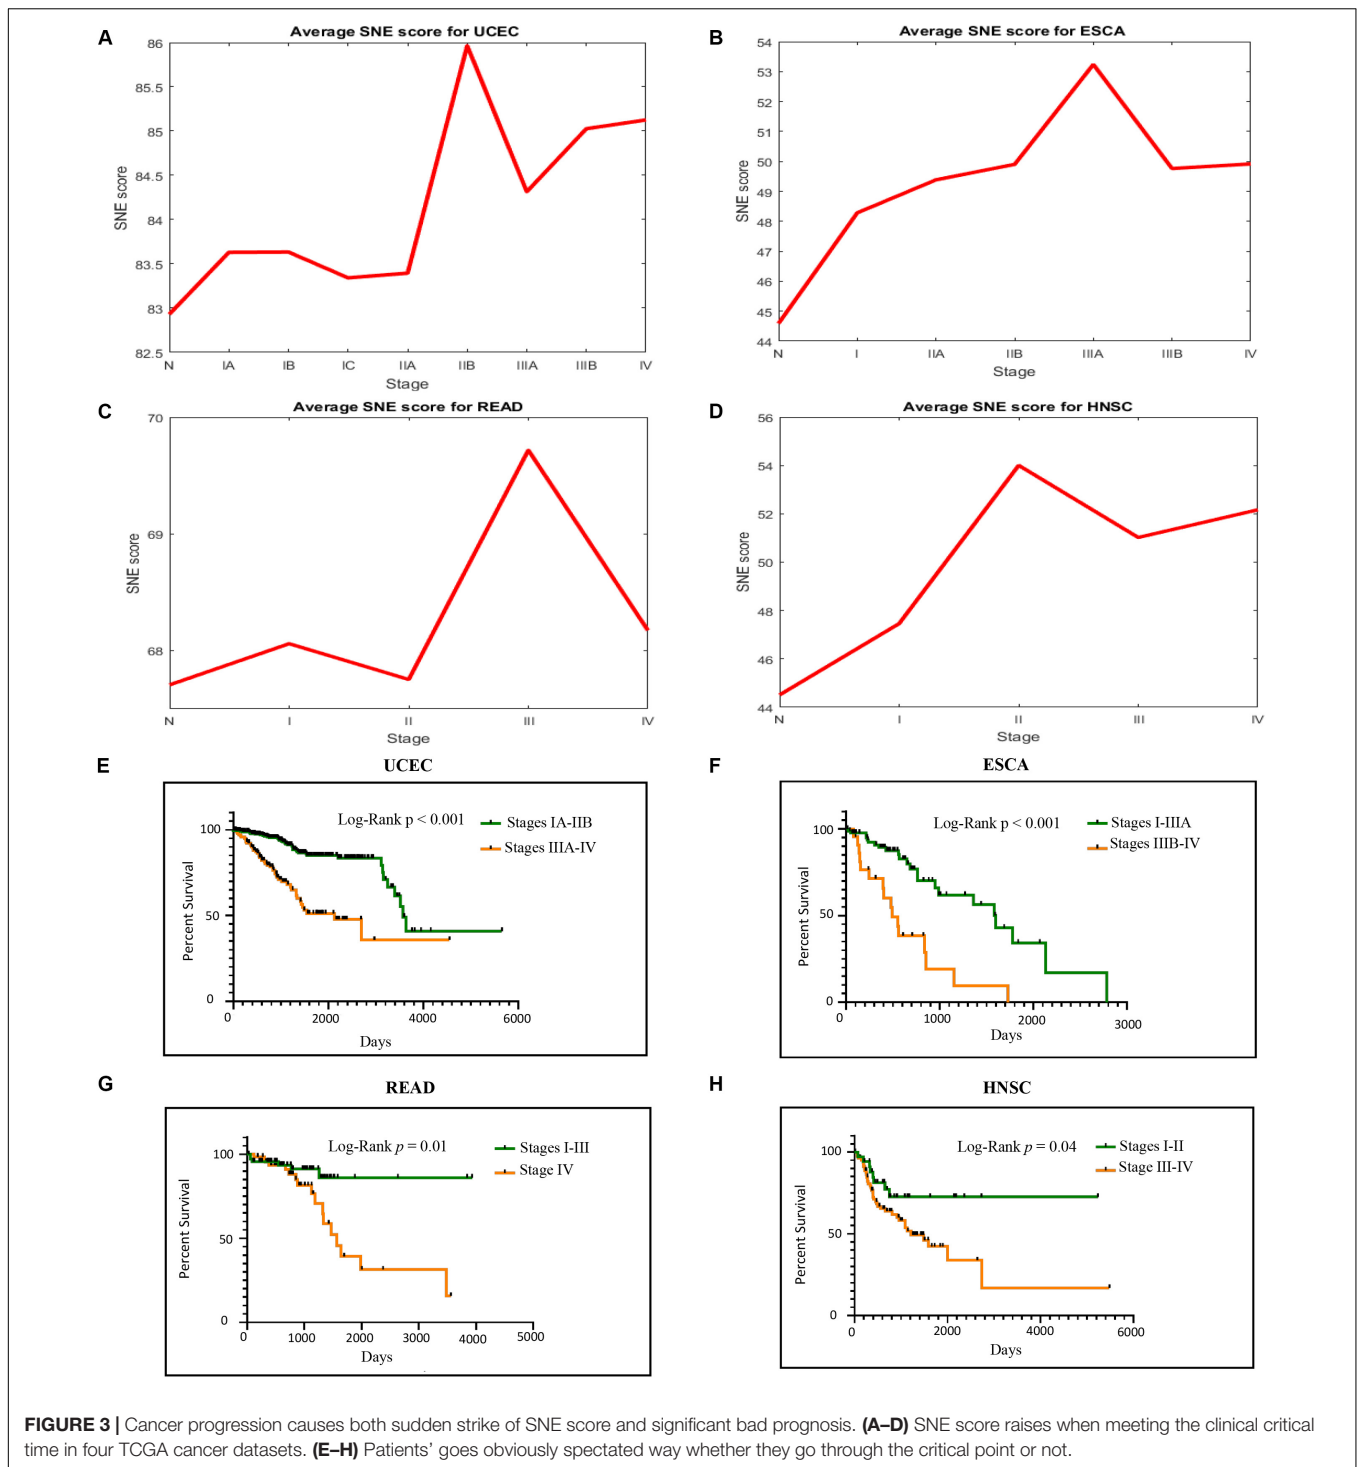 A
Average SNE score for UCEC
86
85.5
85
84.5
84
83.5
83
82.5
SNE score
N IA IB IC IIA IIB IIIA IIIB IV
Stage
B
Average SNE score for ESCA
54
53
52
51
50
49
48
47
46
45
44
SNE score
N I IIA IIB IIIA IIIB IV
Stage
C
Average SNE score for READ
70
69
68
SNE score
N I II III IV
Stage
D
Average SNE score for HNSC
56
54
52
50
48
46
44
SNE score
N I II III IV
Stage
E
UCEC
Log-Rank p < 0.001
Stages IA-IIB
Stages IIIA-IV
Percent Survival
100
50
0
0 2000 4000 6000
Days
F
ESCA
Log-Rank p < 0.001
Stages I-IIIA
Stages IIIB-IV
Percent Survival
100
50
0
0 1000 2000 3000
Days
G
READ
Log-Rank p = 0.01
Stages I-III
Stage IV
Percent Survival
100
50
0
0 1000 2000 3000 4000 5000
Days
H
HNSC
Log-Rank p = 0.04
Stages I-II
Stage III-IV
Percent Survival
100
50
0
0 2000 4000 6000
Days
FIGURE 3 | Cancer progression causes both sudden strike of SNE score and significant bad prognosis. (A–D) SNE score raises when meeting the clinical critical
time in four TCGA cancer datasets. (E–H) Patients' goes obviously spectated way whether they go through the critical point or not.